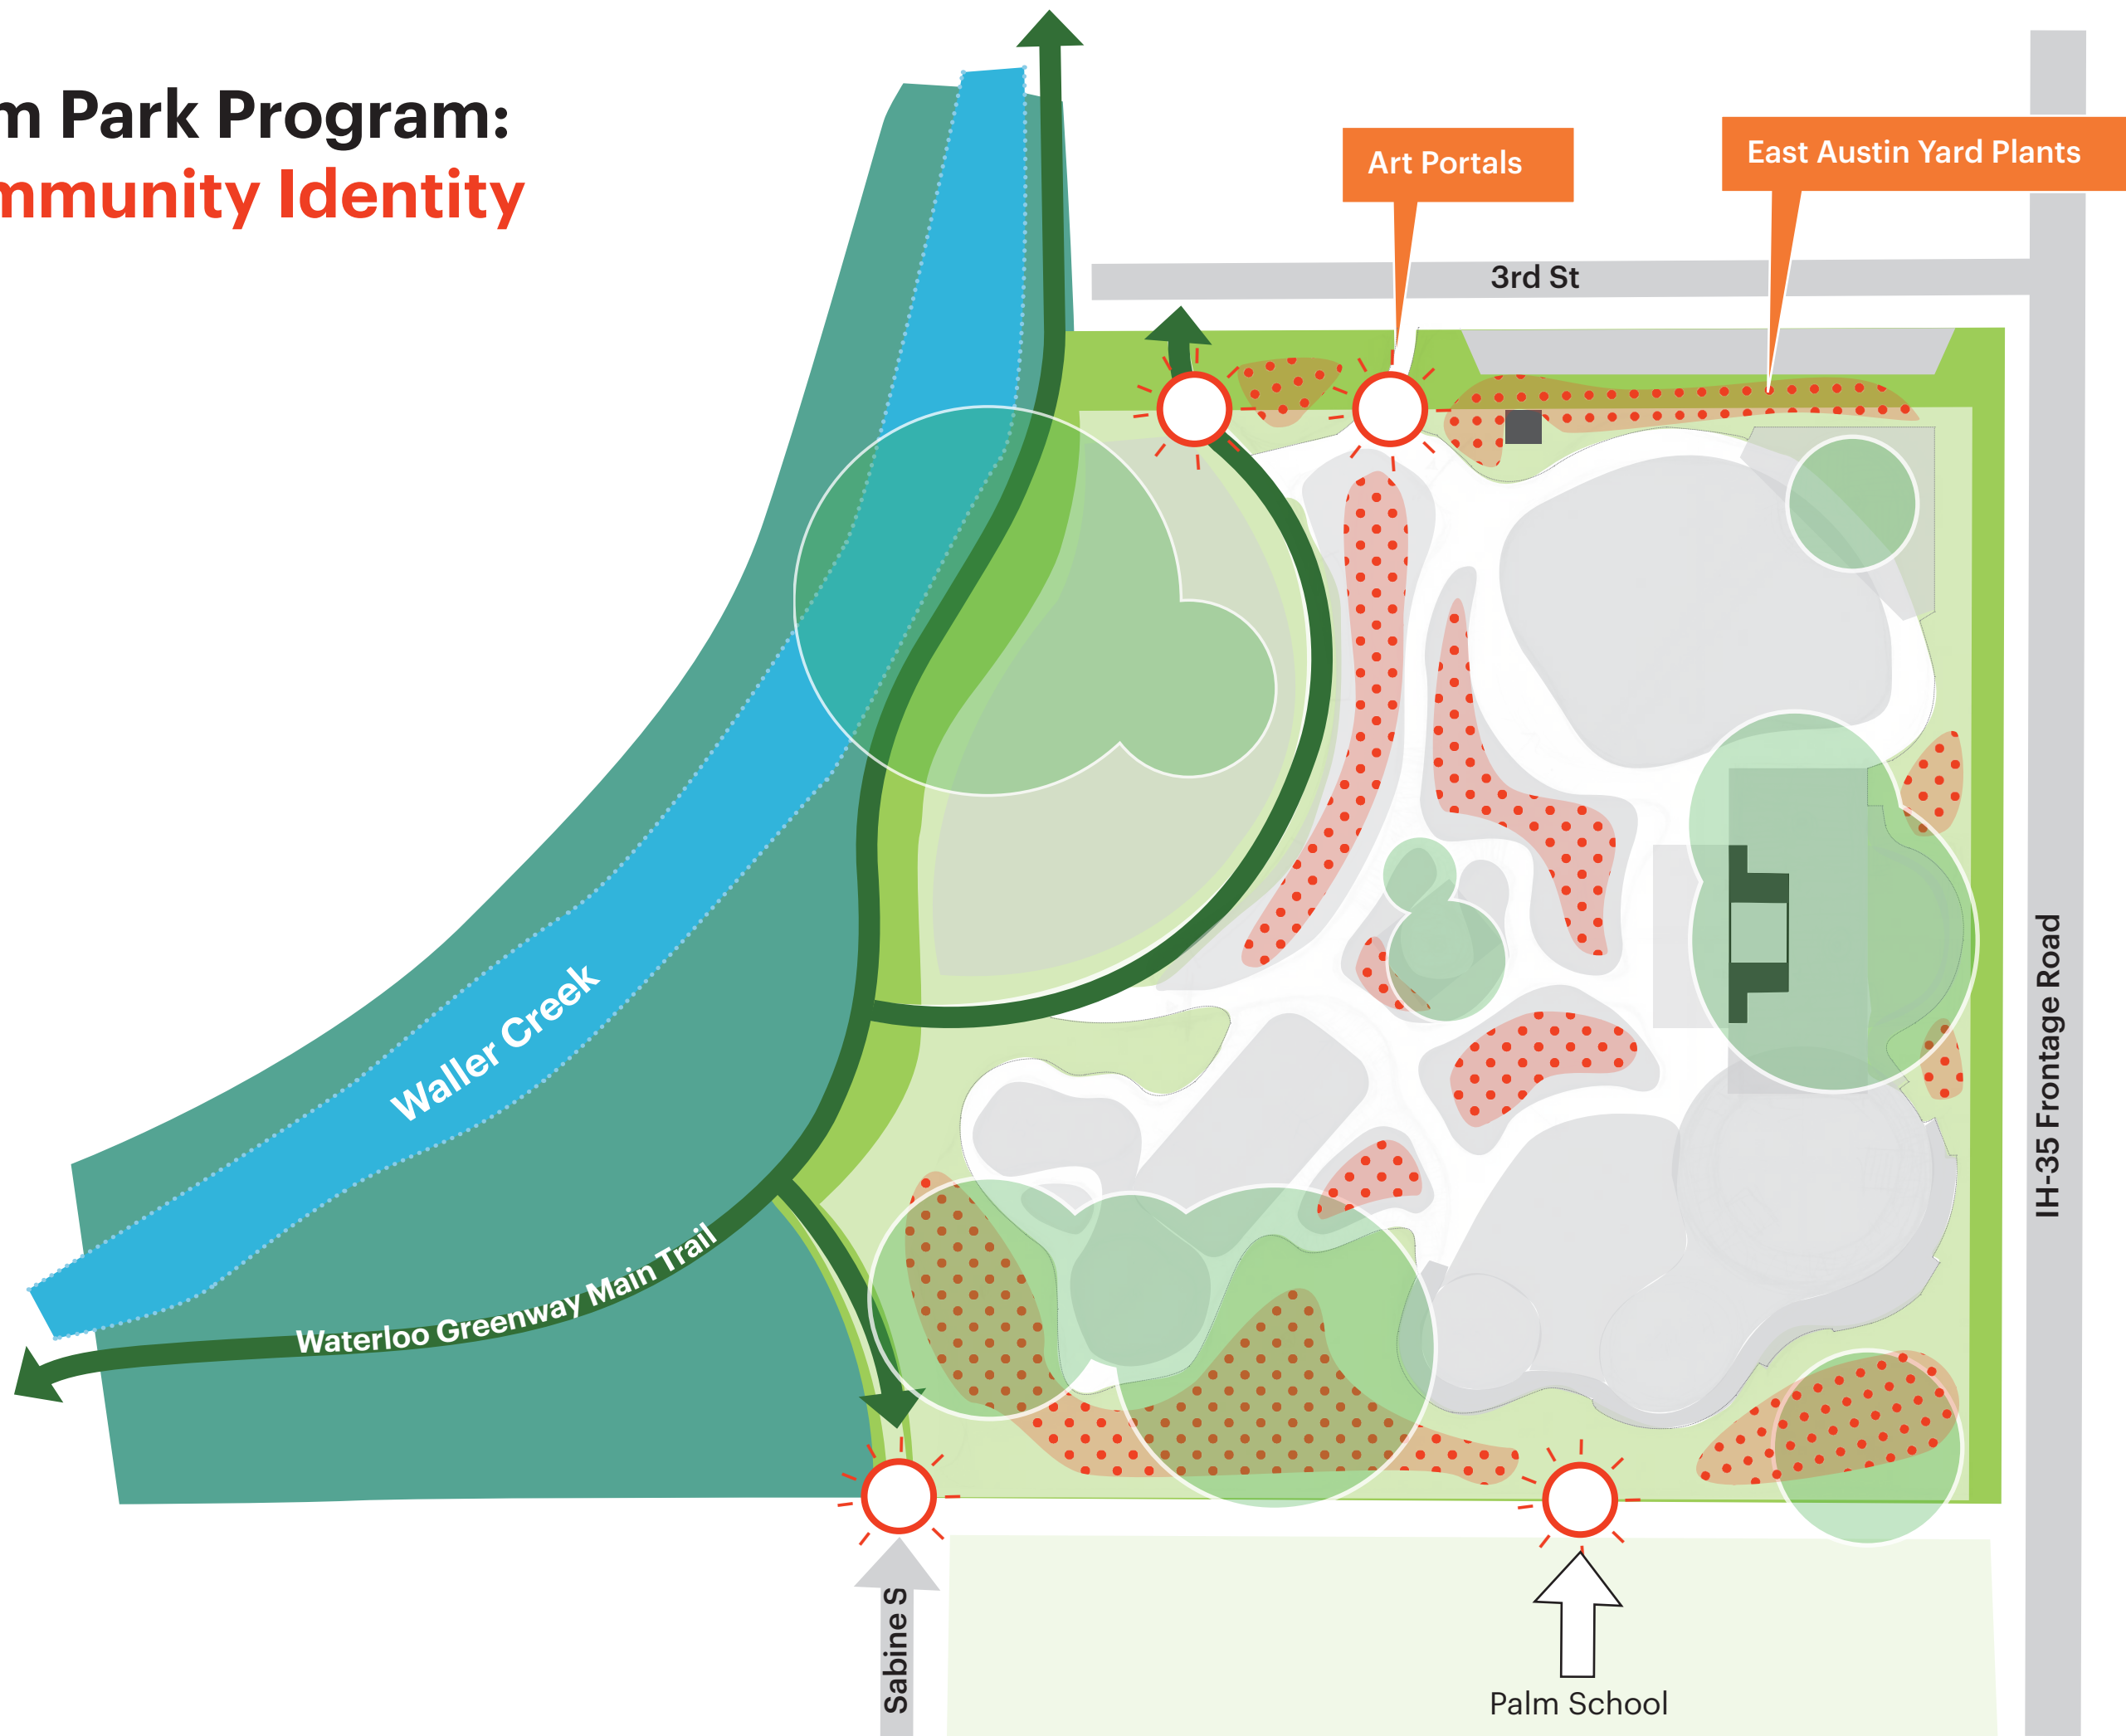 m Park Program:
mmunity Identity
Art Portals
East Austin Yard Plants
3rd St
Waller Creek
IH-35 Frontage Road
Waterloo Greenway Main Trail
Sabine S
Palm School